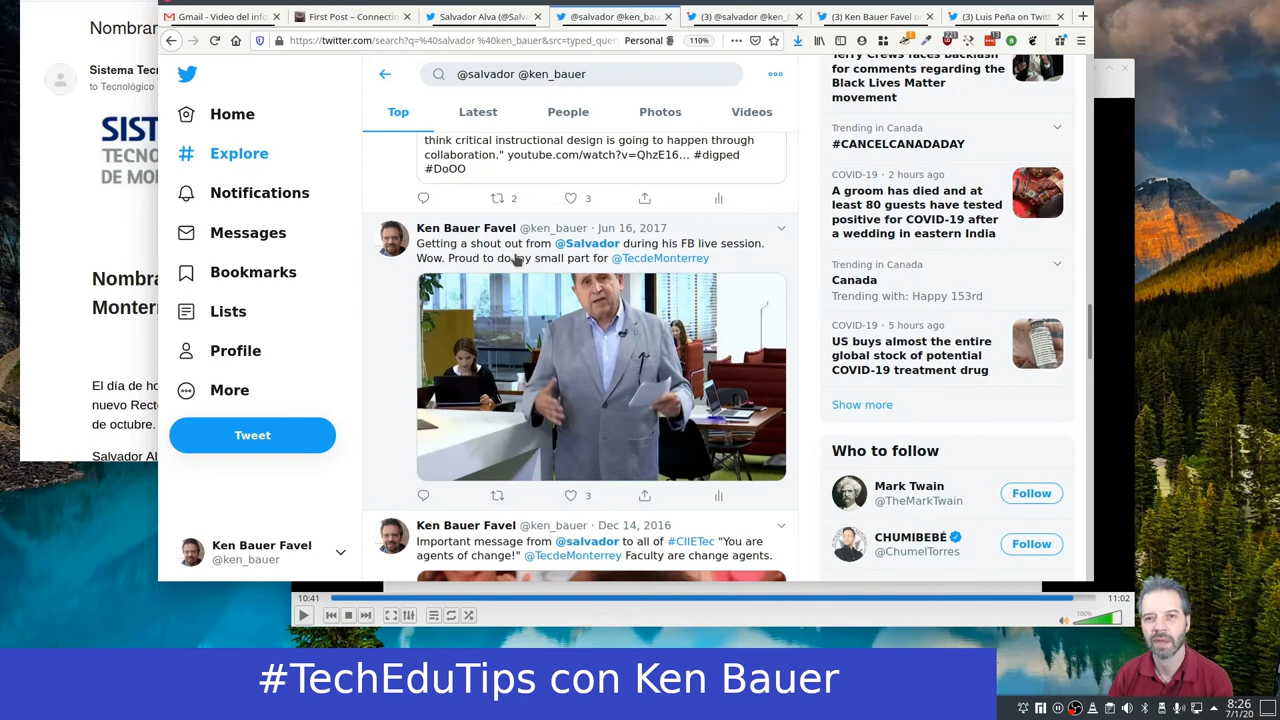 Nombrar
Sistema Tec
to Tecnológico
SIST
TECNO
DE MO
Nombra
Monterr
El día de ho
nuevo Recto
de octubre.
Salvador Al
Gmail - Video del info
First Post – Connectin
Salvador Alva (@Salv
@salvador @ken_bau
(3) @salvador @ken_
(3) Ken Bauer Favel o
(3) Luis Peña on Twitt
https://twitter.com/search?q=%40salvador %40ken_bauer&src=typed_que
Personal
110%
@salvador @ken_bauer
Home
Explore
Notifications
Messages
Bookmarks
Lists
Profile
More
Tweet
Ken Bauer Favel
@ken_bauer
Top
Latest
People
Photos
Videos
think critical instructional design is going to happen through
collaboration." youtube.com/watch?v=QhzE16... #digped
#DoOO
2
3
Ken Bauer Favel @ken_bauer · Jun 16, 2017
Getting a shout out from @Salvador during his FB live session.
Wow. Proud to do my small part for @TecdeMonterrey
3
Ken Bauer Favel @ken_bauer · Dec 14, 2016
Important message from @salvador to all of #CIIETec "You are
agents of change!" @TecdeMonterrey Faculty are change agents.
Terry Crews faces backlash
for comments regarding the
Black Lives Matter
movement
Trending in Canada
#CANCELCANADADAY
COVID-19 · 2 hours ago
A groom has died and at
least 80 guests have tested
positive for COVID-19 after
a wedding in eastern India
Trending in Canada
Canada
Trending with: Happy 153rd
COVID-19 · 5 hours ago
US buys almost the entire
global stock of potential
COVID-19 treatment drug
Show more
Who to follow
Mark Twain
@TheMarkTwain
Follow
CHUMIBEBÉ
@ChumelTorres
Follow
10:41
11:02
100%
#TechEduTips con Ken Bauer
8:26
7/1/20